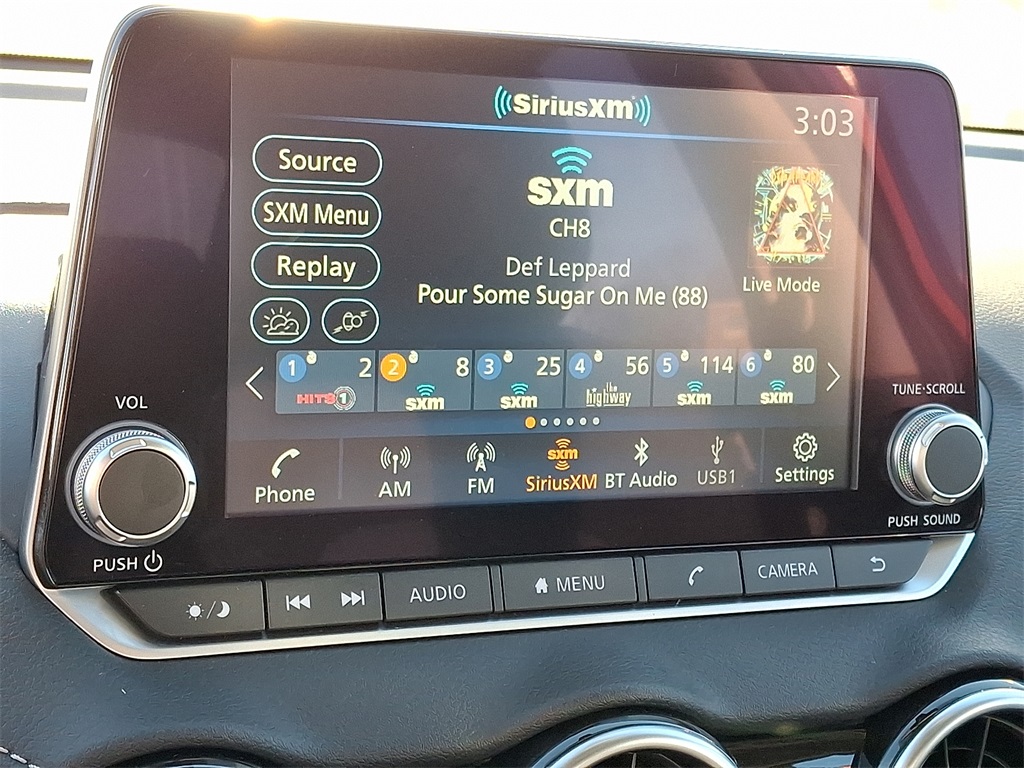 SiriusXM
3:03
Source
SXM Menu
Replay
sxm
CH8
Def Leppard
Pour Some Sugar On Me (88)
Live Mode
1 2 HITS 1
2 8 sxm
3 25 sxm
4 56 the highway
5 114 sxm
6 80 sxm
Phone
AM
FM
sxm
SiriusXM
BT Audio
USB1
Settings
VOL
PUSH
TUNE·SCROLL
PUSH SOUND
AUDIO
MENU
CAMERA